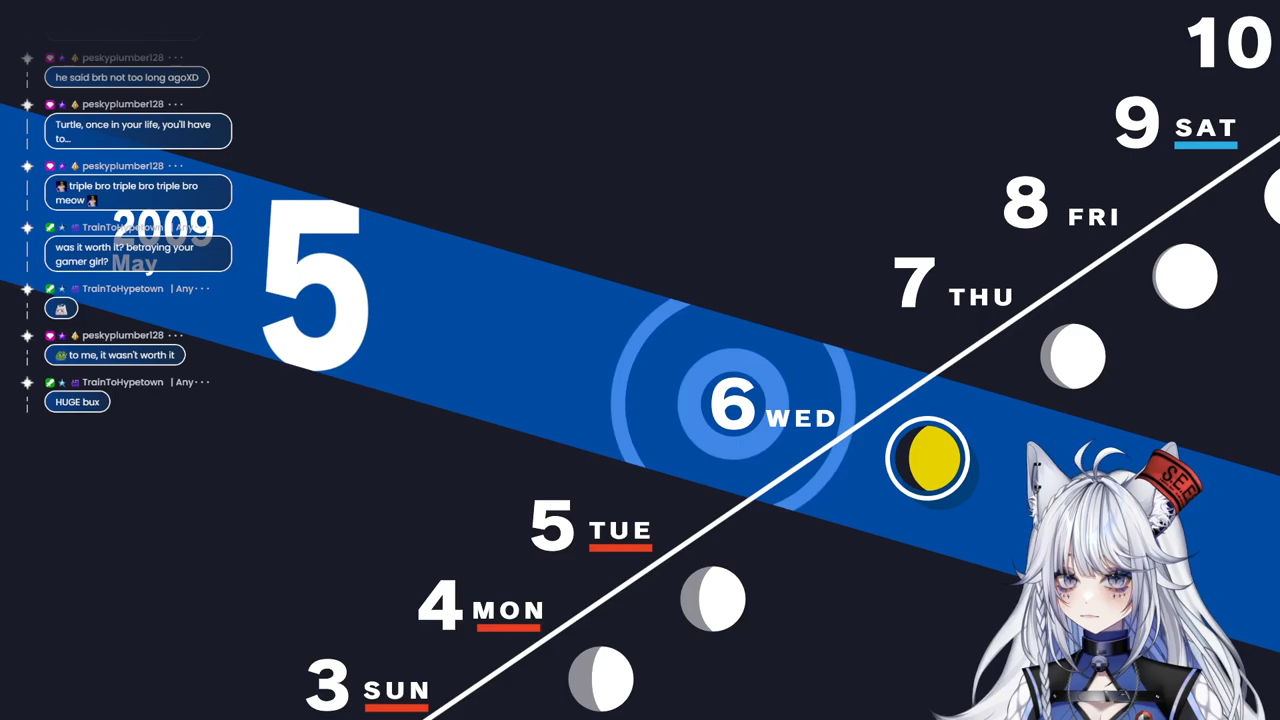 peskyplumber128 ···
he said brb not too long agoXD
peskyplumber128 ···
Turtle, once in your life, you'll have
to...
peskyplumber128 ···
triple bro triple bro triple bro
meow
TrainToHypetown | Any···
was it worth it? betraying your
gamer girl?
TrainToHypetown | Any···
peskyplumber128 ···
to me, it wasn't worth it
TrainToHypetown | Any···
HUGE bux
2009
May
5
10
9 SAT
8 FRI
7 THU
6 WED
5 TUE
4 MON
3 SUN
S.E.E